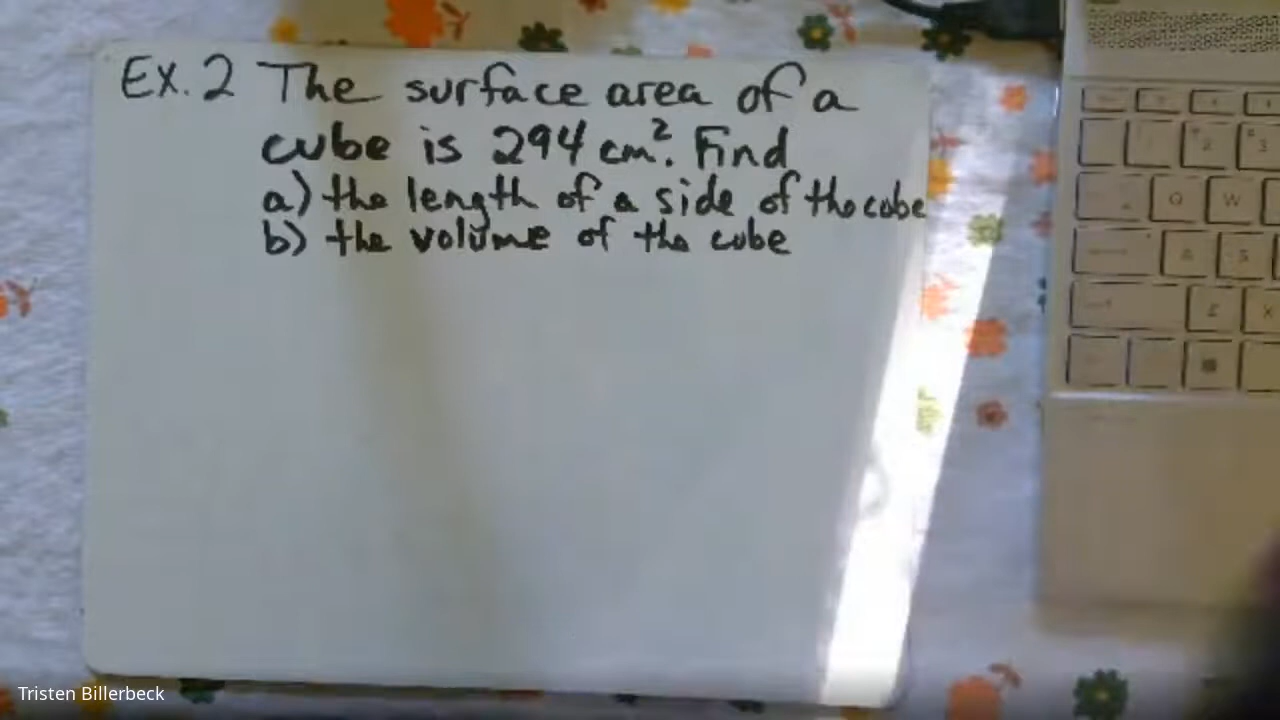 Ex. 2 The surface area of a
cube is 294 cm². Find
a) the length of a side of the cube
b) the volume of the cube
Tristen Billerbeck